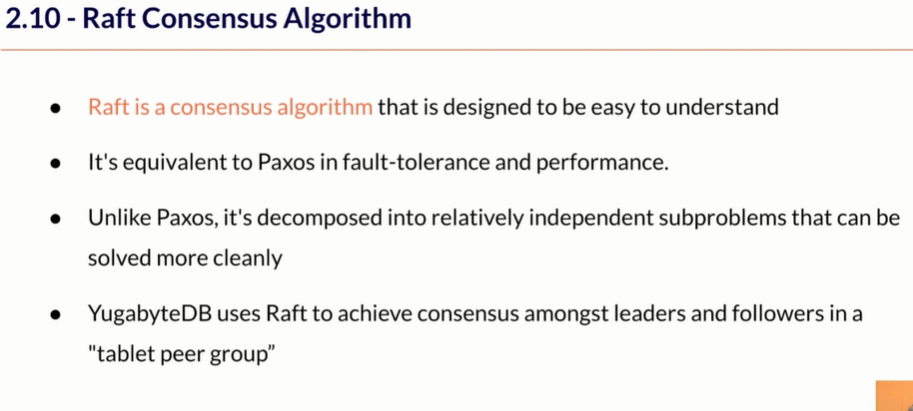 2.10 - Raft Consensus Algorithm
● Raft is a consensus algorithm that is designed to be easy to understand
● It's equivalent to Paxos in fault-tolerance and performance.
● Unlike Paxos, it's decomposed into relatively independent subproblems that can be
solved more cleanly
● YugabyteDB uses Raft to achieve consensus amongst leaders and followers in a
"tablet peer group”